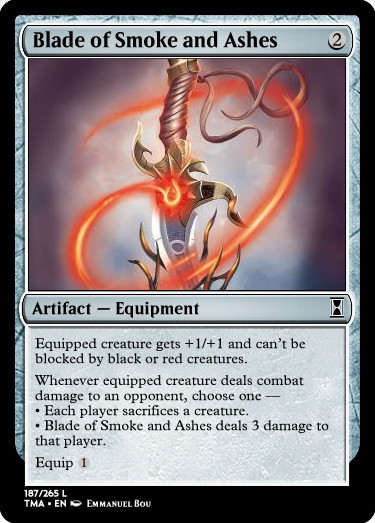 Blade of Smoke and Ashes 2
Artifact — Equipment
Equipped creature gets +1/+1 and can't be
blocked by black or red creatures.
Whenever equipped creature deals combat
damage to an opponent, choose one —
• Each player sacrifices a creature.
• Blade of Smoke and Ashes deals 3 damage to
that player.
Equip 1
187/265 L
TMA • EN Emmanuel Bou